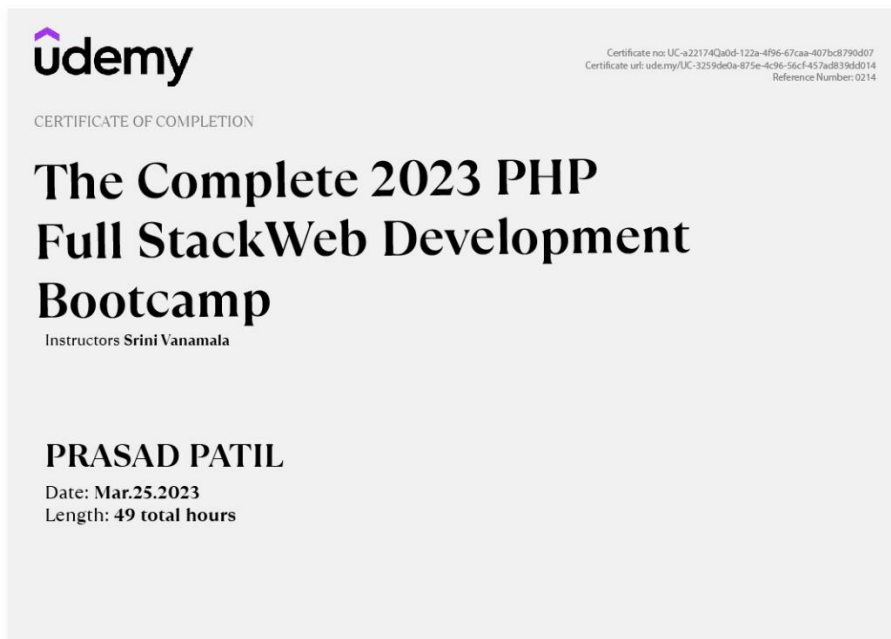 ûdemy
Certificate no: UC-a22174Qa0d-122a-4f96-67caa-407bc8790d07
Certificate url: ude.my/UC-3259de0a-875e-4c96-56cf-457ad839dd014
Reference Number: 0214
CERTIFICATE OF COMPLETION
The Complete 2023 PHP
Full StackWeb Development
Bootcamp
Instructors Srini Vanamala
PRASAD PATIL
Date: Mar.25.2023
Length: 49 total hours